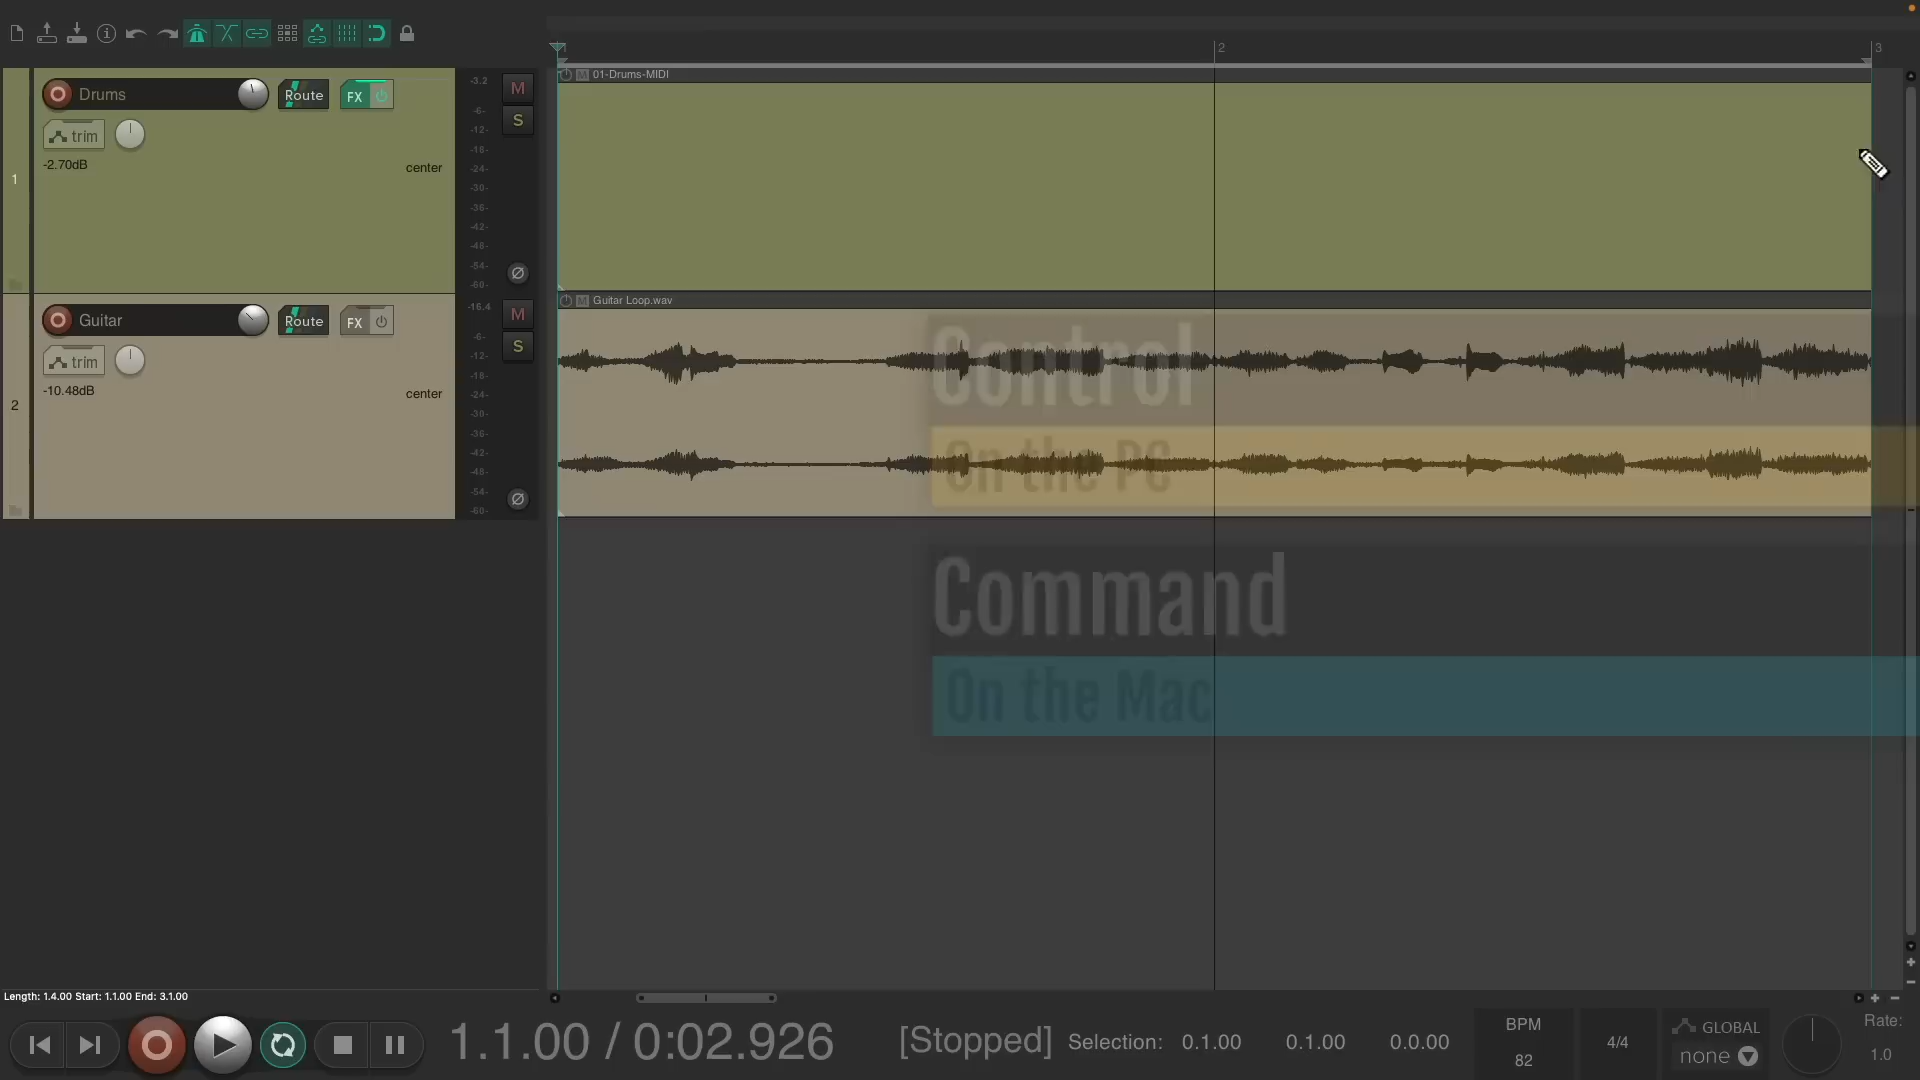 1
2
3
01-Drums-MIDI
Drums
Route
FX
trim
-2.70dB
center
1
-3.2
-6-
-12-
-18-
-24-
-30-
-36-
-42-
-48-
-54-
-60-
M
S
Ø
Guitar Loop.wav
Guitar
Route
FX
trim
-10.48dB
center
2
-16.4
-6-
-12-
-18-
-24-
-30-
-36-
-42-
-48-
-54-
-60-
M
S
Ø
Control
On the PC
Command
On the Mac
Length: 1.4.00 Start: 1.1.00 End: 3.1.00
1.1.00 / 0:02.926
[Stopped]
Selection: 0.1.00 0.1.00 0.0.00
BPM
82
4/4
GLOBAL
none
Rate:
1.0